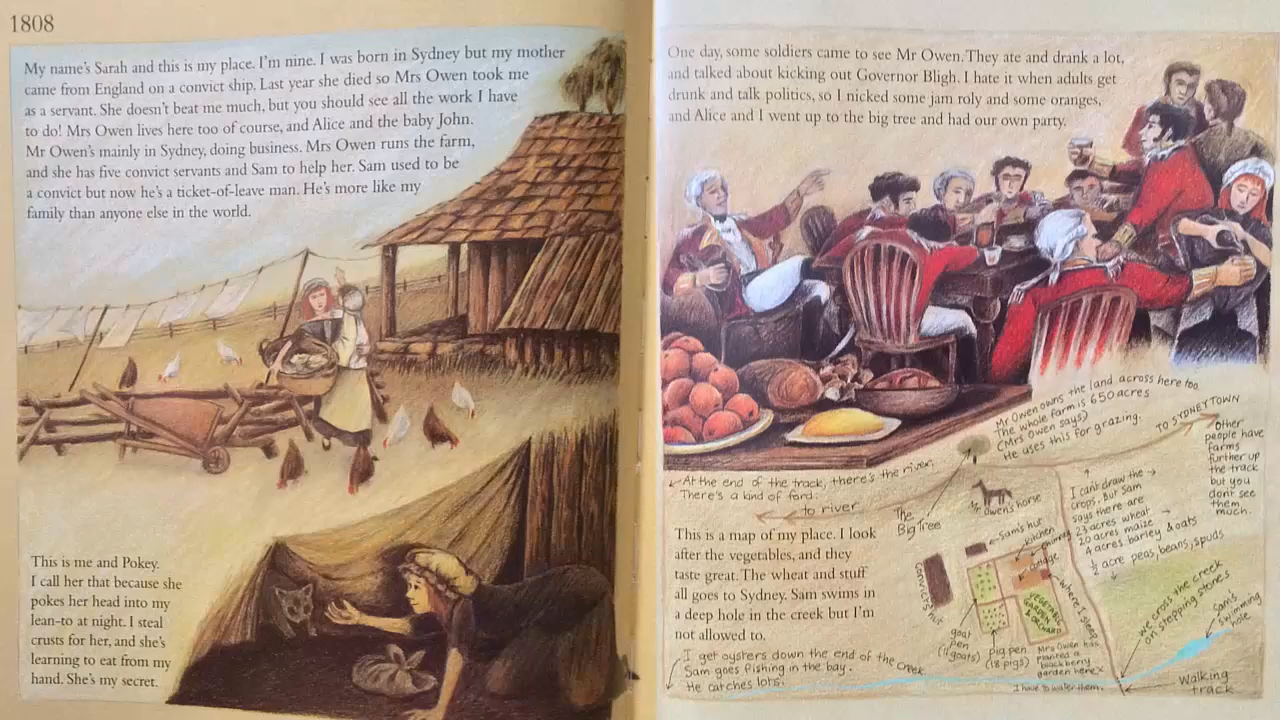 1808
My name's Sarah and this is my place. I'm nine. I was born in Sydney but my mother
came from England on a convict ship. Last year she died so Mrs Owen took me
as a servant. She doesn't beat me much, but you should see all the work I have
to do! Mrs Owen lives here too of course, and Alice and the baby John.
Mr Owen's mainly in Sydney, doing business. Mrs Owen runs the farm,
and she has five convict servants and Sam to help her. Sam used to be
a convict but now he's a ticket-of-leave man. He's more like my
family than anyone else in the world.
This is me and Pokey.
I call her that because she
pokes her head into my
lean-to at night. I steal
crusts for her, and she's
learning to eat from my
hand. She's my secret.
One day, some soldiers came to see Mr Owen. They ate and drank a lot,
and talked about kicking out Governor Bligh. I hate it when adults get
drunk and talk politics, so I nicked some jam roly and some oranges,
and Alice and I went up to the big tree and had our own party.
Mr Owen owns the land across here too.
The whole farm is 650 acres
(Mrs Owen says)
He uses this for grazing.
TO SYDNEY TOWN
Other
people have
farms
further up
the track
but you
don't see
them
much.
At the end of the track, there's the river.
There's a kind of ford.
to river
The
Big Tree
Mr Owen's horse
I can't draw the
crops. But Sam
says there are
23 acres wheat
20 acres maize
4 acres barley & oats
½ acre peas, beans, spuds
This is a map of my place. I look
after the vegetables, and they
taste great. The wheat and stuff
all goes to Sydney. Sam swims in
a deep hole in the creek but I'm
not allowed to.
Sam's hut
kitchen
chimney
cottage
convicts' hut
where I sleep
VEGETABLE
GARDEN &
ORCHARD
goat
pen
(11 goats)
pig pen
(18 pigs)
Mrs Owen has
planted a
blackberry
garden here
I have to water them.
we cross the creek
on stepping stones
Sam's
swimming
hole
Walking
track
I get oysters down the end of the creek
Sam goes fishing in the bay.
He catches lots.